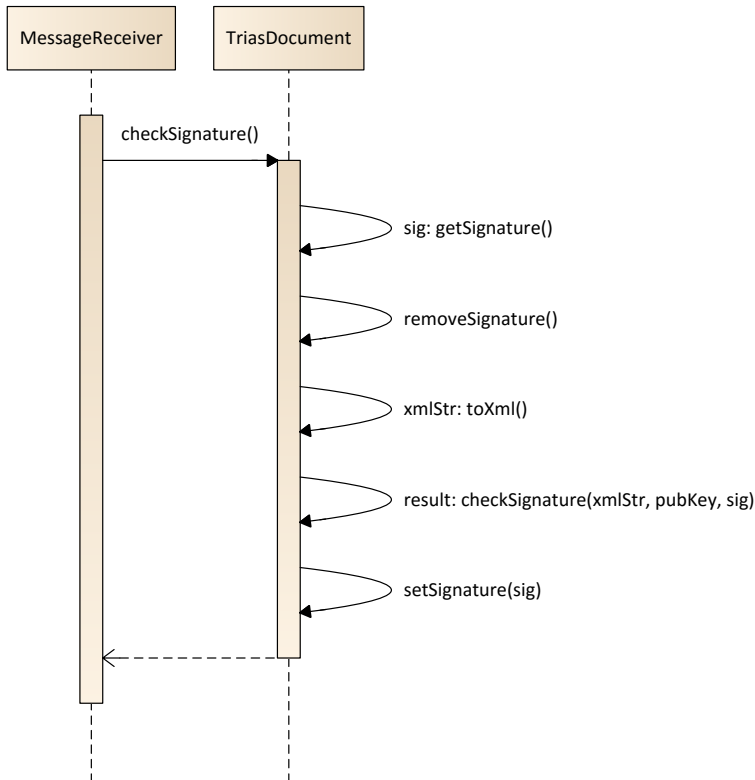 MessageReceiver
TriasDocument
checkSignature()
sig: getSignature()
removeSignature()
xmlStr: toXml()
result: checkSignature(xmlStr, pubKey, sig)
setSignature(sig)